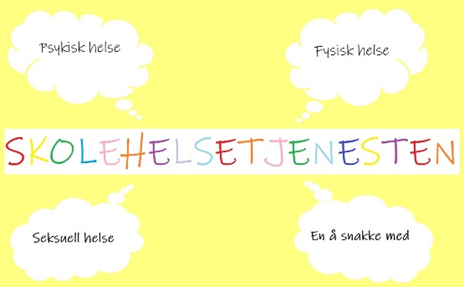 Psykisk helse
Fysisk helse
SKOLEHELSETJENESTEN
Seksuell helse
En å snakke med